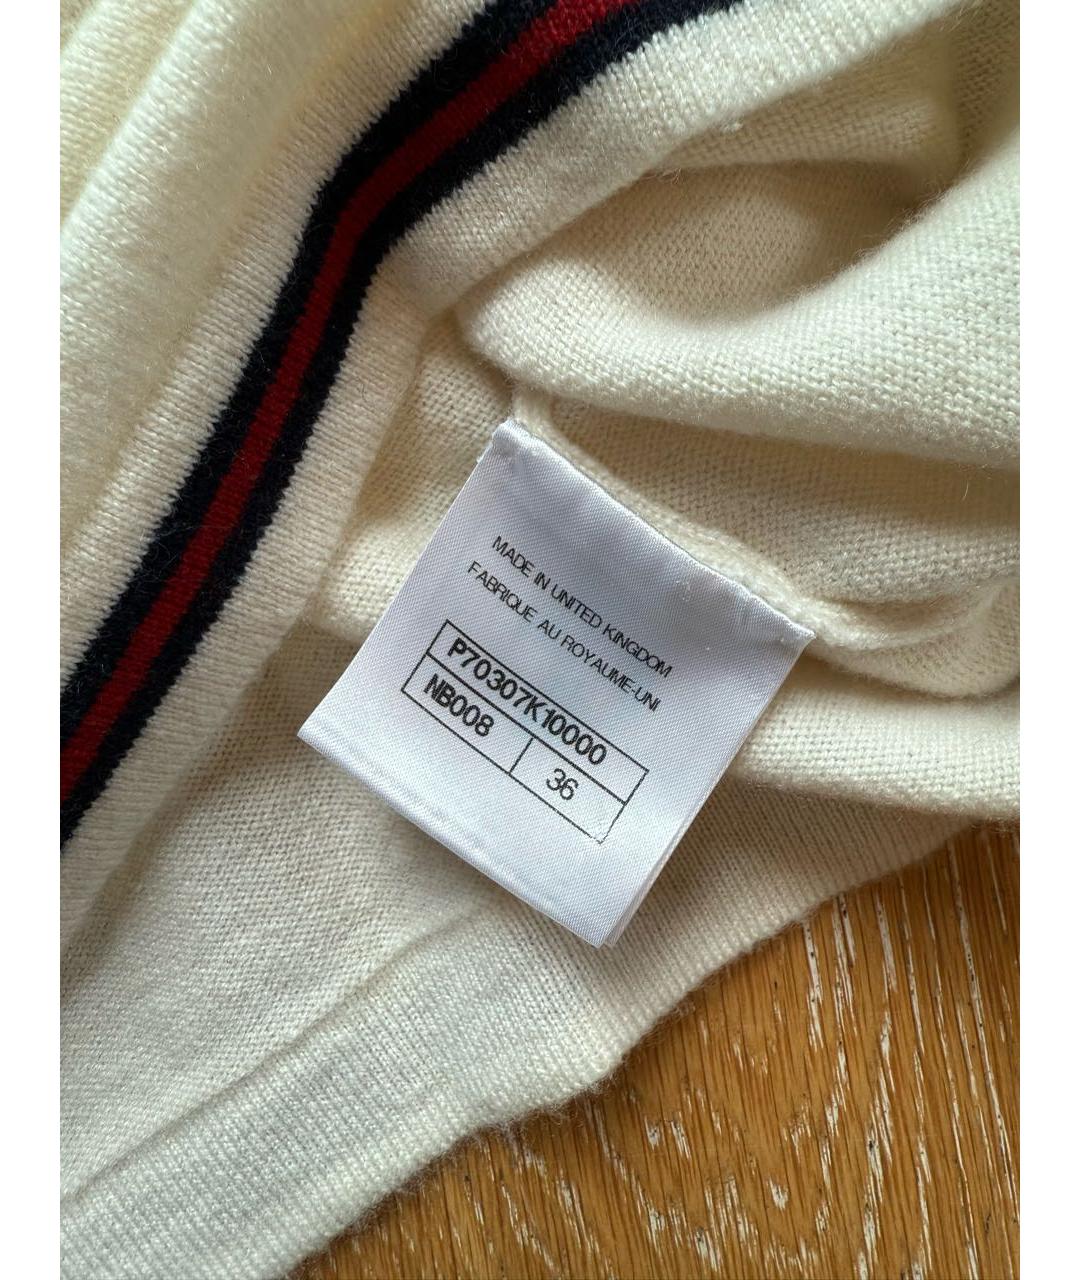 MADE IN UNITED KINGDOM
FABRIQUE AU ROYAUME-UNI
P70307K10000
NB008
36